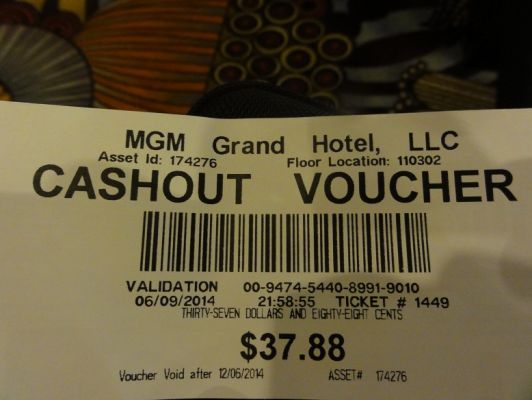 MGM Grand Hotel, LLC
Asset Id: 174276 Floor Location: 110302
CASHOUT VOUCHER
VALIDATION 00-9474-5440-8991-9010
06/09/2014 21:58:55 TICKET # 1449
THIRTY-SEVEN DOLLARS AND EIGHTY-EIGHT CENTS
$37.88
Voucher Void after 12/06/2014 ASSET# 174276